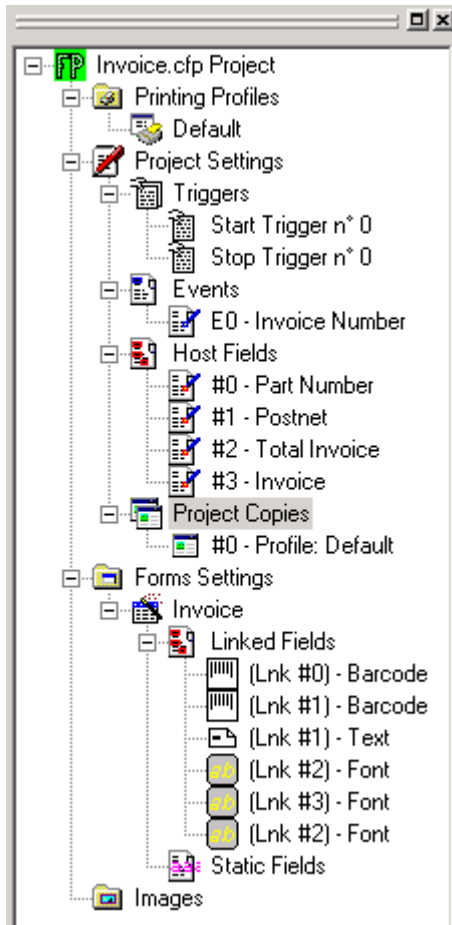 FP Invoice.cfp Project
Printing Profiles
Default
Project Settings
Triggers
Start Trigger n° 0
Stop Trigger n° 0
Events
E0 - Invoice Number
Host Fields
#0 - Part Number
#1 - Postnet
#2 - Total Invoice
#3 - Invoice
Project Copies
#0 - Profile: Default
Forms Settings
Invoice
Linked Fields
(Lnk #0) - Barcode
(Lnk #1) - Barcode
(Lnk #1) - Text
ab (Lnk #2) - Font
ab (Lnk #3) - Font
ab (Lnk #2) - Font
Static Fields
Images